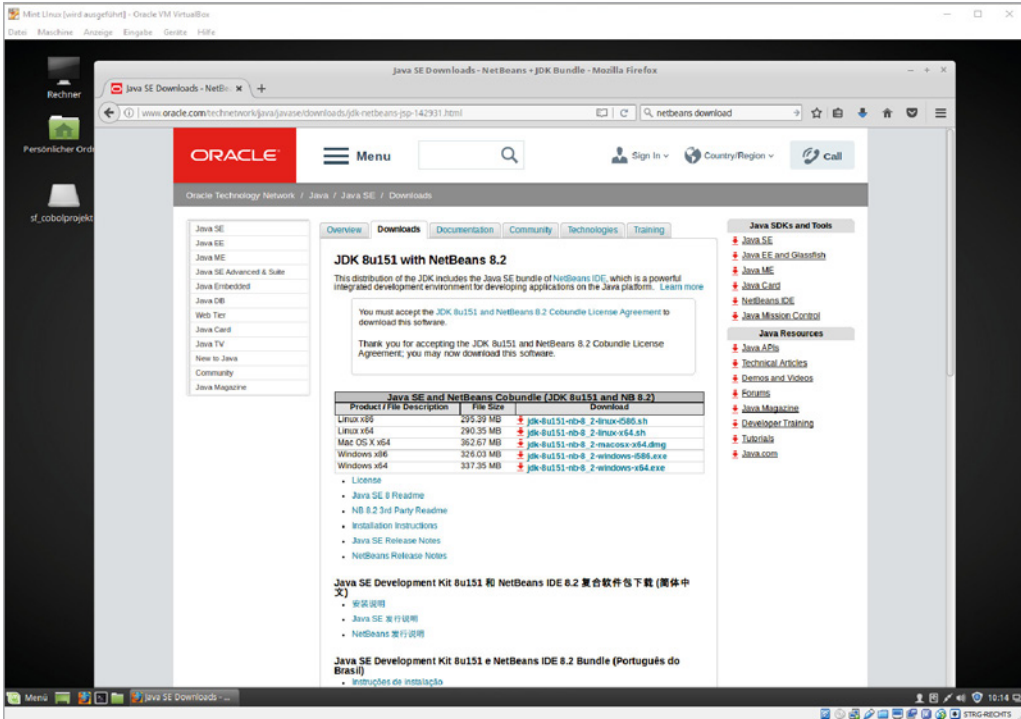 Mint Linux [wird ausgeführt] - Oracle VM VirtualBox
Datei Maschine Anzeige Eingabe Geräte Hilfe
Rechner
Persönlicher Ordn
sf_cobolprojekt
Java SE Downloads - NetBeans + JDK Bundle - Mozilla Firefox
Java SE Downloads - NetBe
www.oracle.com/technetwork/java/javase/downloads/jdk-netbeans-jsp-142931.html
netbeans download
ORACLE
Menu
Sign In
Country/Region
Call
Oracle Technology Network / Java / Java SE / Downloads
Java SE
Java EE
Java ME
Java SE Advanced & Suite
Java Embedded
Java DB
Web Tier
Java Card
Java TV
New to Java
Community
Java Magazine
Overview Downloads Documentation Community Technologies Training
JDK 8u151 with NetBeans 8.2
This distribution of the JDK includes the Java SE bundle of NetBeans IDE, which is a powerful
integrated development environment for developing applications on the Java platform. Learn more
You must accept the JDK 8u151 and NetBeans 8.2 Cobundle License Agreement to
download this software.
Thank you for accepting the JDK 8u151 and NetBeans 8.2 Cobundle License
Agreement; you may now download this software.
Java SE and NetBeans Cobundle (JDK 8u151 and NB 8.2)
Product / File Description File Size Download
Linux x86 295.39 MB jdk-8u151-nb-8_2-linux-i586.sh
Linux x64 290.35 MB jdk-8u151-nb-8_2-linux-x64.sh
Mac OS X x64 362.67 MB jdk-8u151-nb-8_2-macosx-x64.dmg
Windows x86 326.03 MB jdk-8u151-nb-8_2-windows-i586.exe
Windows x64 337.35 MB jdk-8u151-nb-8_2-windows-x64.exe
License
Java SE 8 Readme
NB 8.2 3rd Party Readme
Installation Instructions
Java SE Release Notes
NetBeans Release Notes
Java SE Development Kit 8u151 和 NetBeans IDE 8.2 复合软件包下载 (简体中
文)
安装说明
Java SE 发行说明
NetBeans 发行说明
Java SE Development Kit 8u151 e NetBeans IDE 8.2 Bundle (Português do
Brasil)
Instruções de instalação
Java SDKs and Tools
Java SE
Java EE and Glassfish
Java ME
Java Card
NetBeans IDE
Java Mission Control
Java Resources
Java APIs
Technical Articles
Demos and Videos
Forums
Java Magazine
Developer Training
Tutorials
Java.com
Menü
Java SE Downloads - ...
10:14
STRG-RECHTS